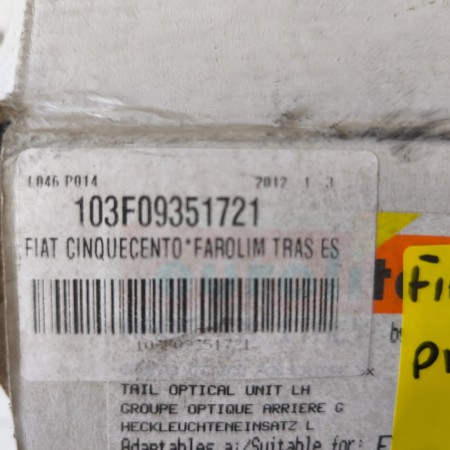 L046 P014 2012 1 3
103F09351721
FIAT CINQUECENTO*FAROLIM TRAS ES
103F09351721
TAIL OPTICAL UNIT LH
GROUPE OPTIQUE ARRIERE G
HECKLEUCHTENEINSATZ L
Adaptables a:/Suitable for: F